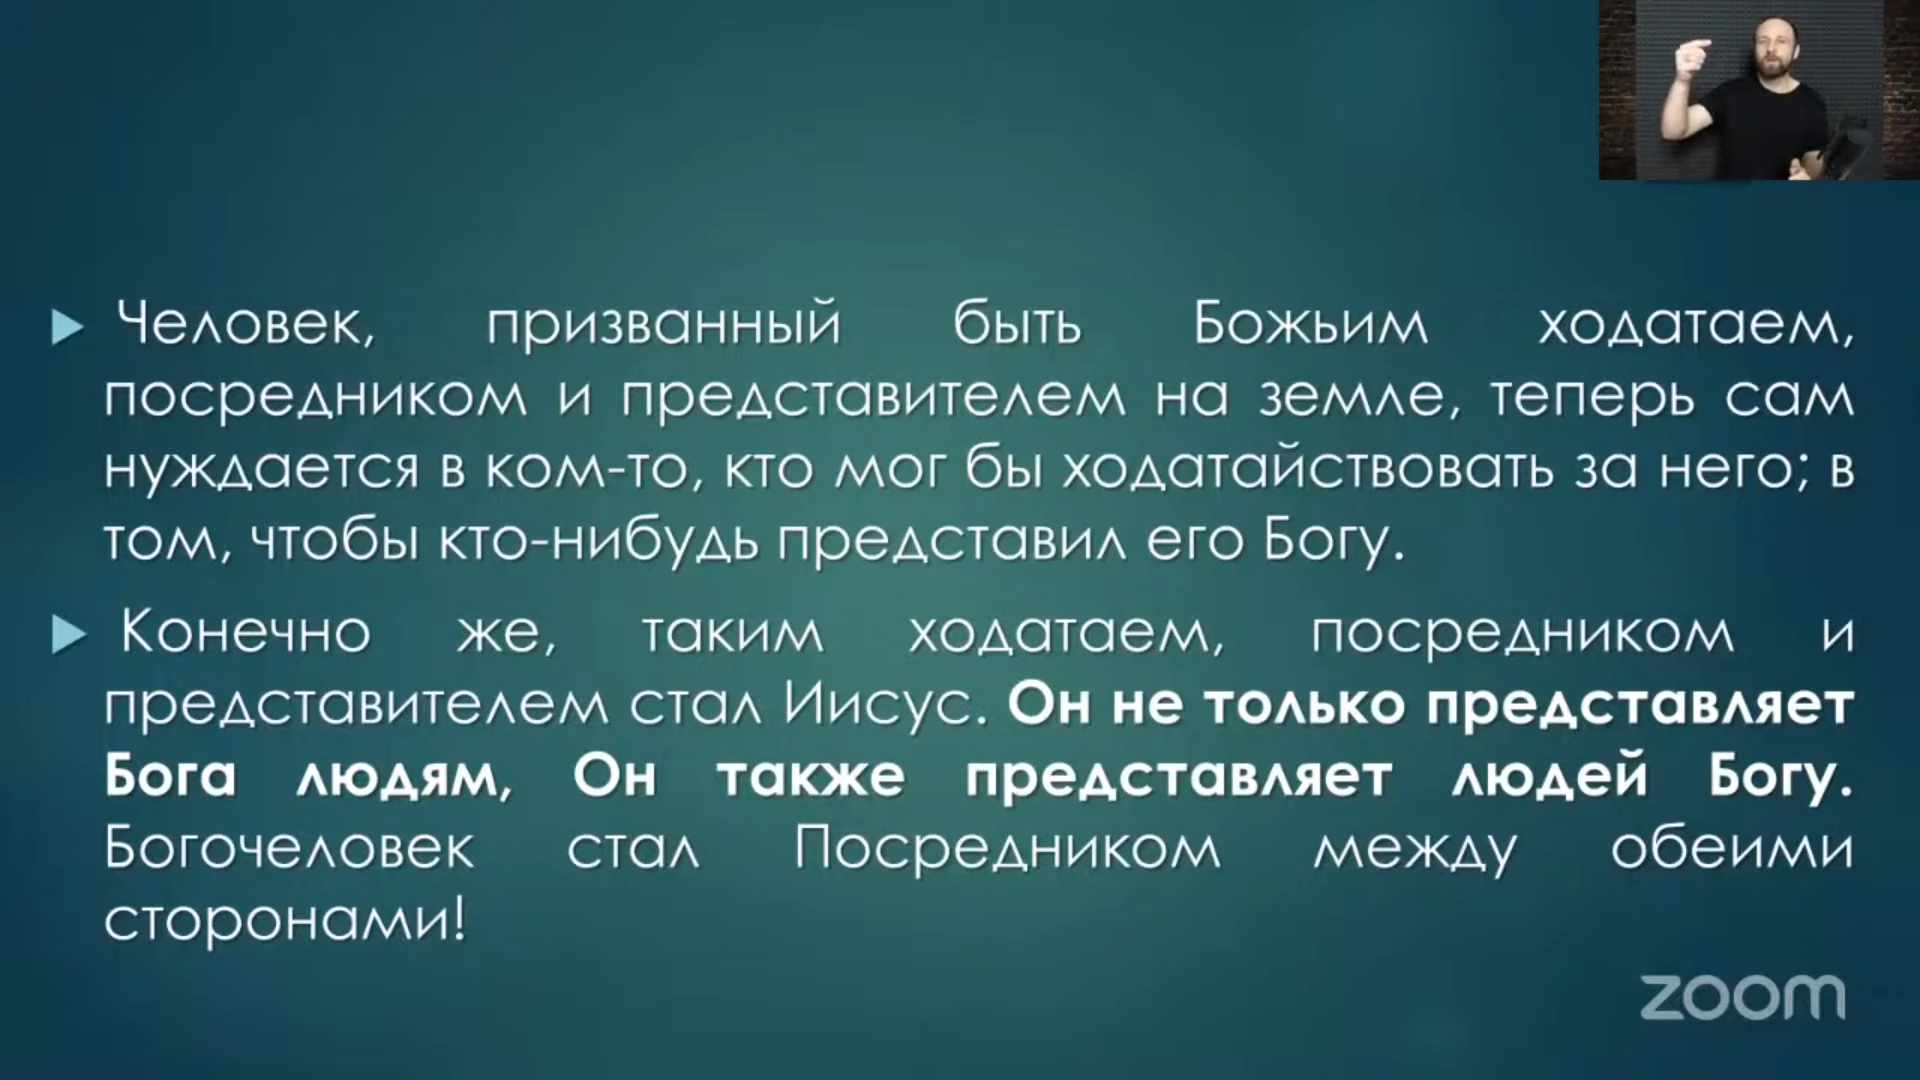 Человек, призванный быть Божьим ходатаем,
посредником и представителем на земле, теперь сам
нуждается в ком-то, кто мог бы ходатайствовать за него; в
том, чтобы кто-нибудь представил его Богу.
Конечно же, таким ходатаем, посредником и
представителем стал Иисус. Он не только представляет
Бога людям, Он также представляет людей Богу.
Богочеловек стал Посредником между обеими
сторонами!
zoom